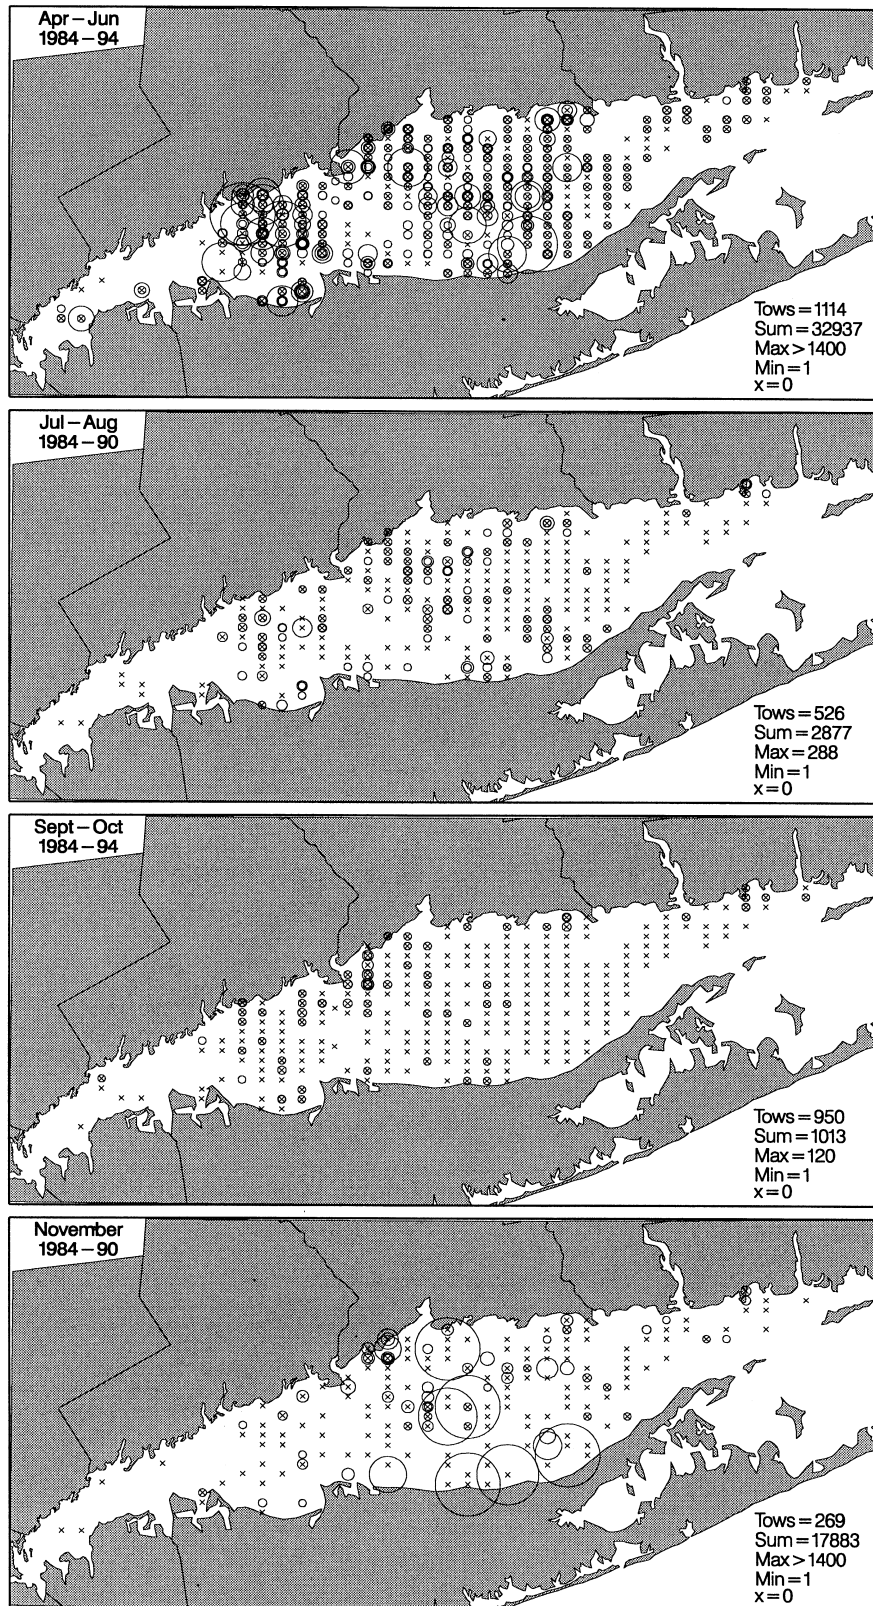 Apr–Jun
1984–94
Tows=1114
Sum=32937
Max>1400
Min=1
x=0
Jul–Aug
1984–90
Tows=526
Sum=2877
Max=288
Min=1
x=0
Sept–Oct
1984–94
Tows=950
Sum=1013
Max=120
Min=1
x=0
November
1984–90
Tows=269
Sum=17883
Max>1400
Min=1
x=0